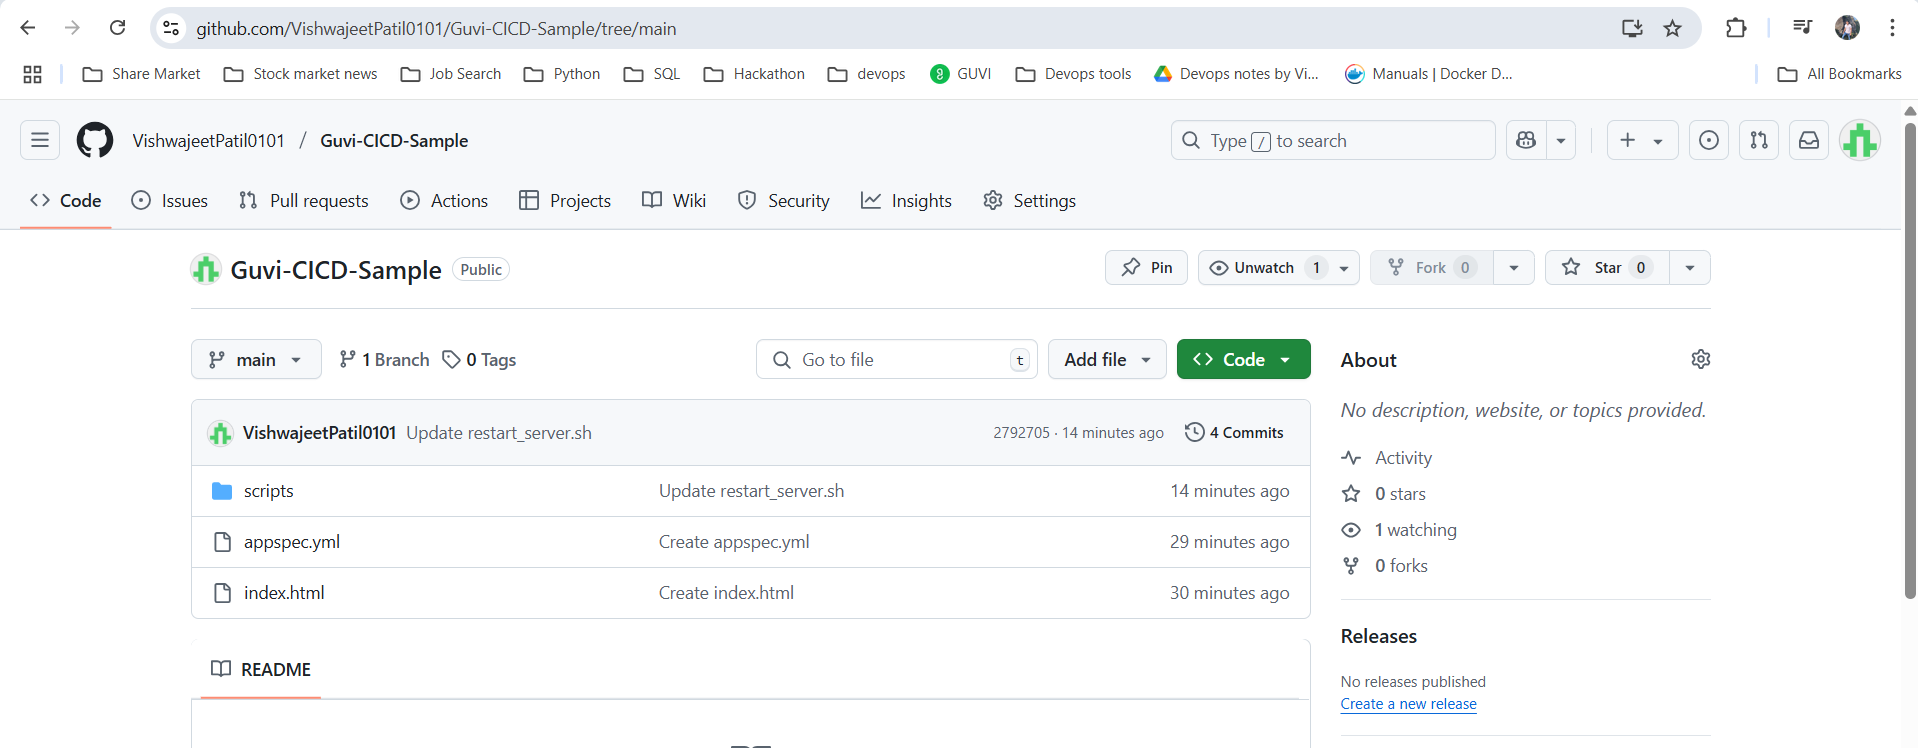 github.com/VishwajeetPatil0101/Guvi-CICD-Sample/tree/main
Share Market Stock market news Job Search Python SQL Hackathon devops GUVI Devops tools Devops notes by Vi... Manuals | Docker D... All Bookmarks
VishwajeetPatil0101 / Guvi-CICD-Sample Type / to search
Code Issues Pull requests Actions Projects Wiki Security Insights Settings
Guvi-CICD-Sample Public Pin Unwatch 1 Fork 0 Star 0
main 1 Branch 0 Tags Go to file t Add file Code
VishwajeetPatil0101 Update restart_server.sh 2792705 · 14 minutes ago 4 Commits
scripts Update restart_server.sh 14 minutes ago
appspec.yml Create appspec.yml 29 minutes ago
index.html Create index.html 30 minutes ago
README
About
No description, website, or topics provided.
Activity
0 stars
1 watching
0 forks
Releases
No releases published
Create a new release